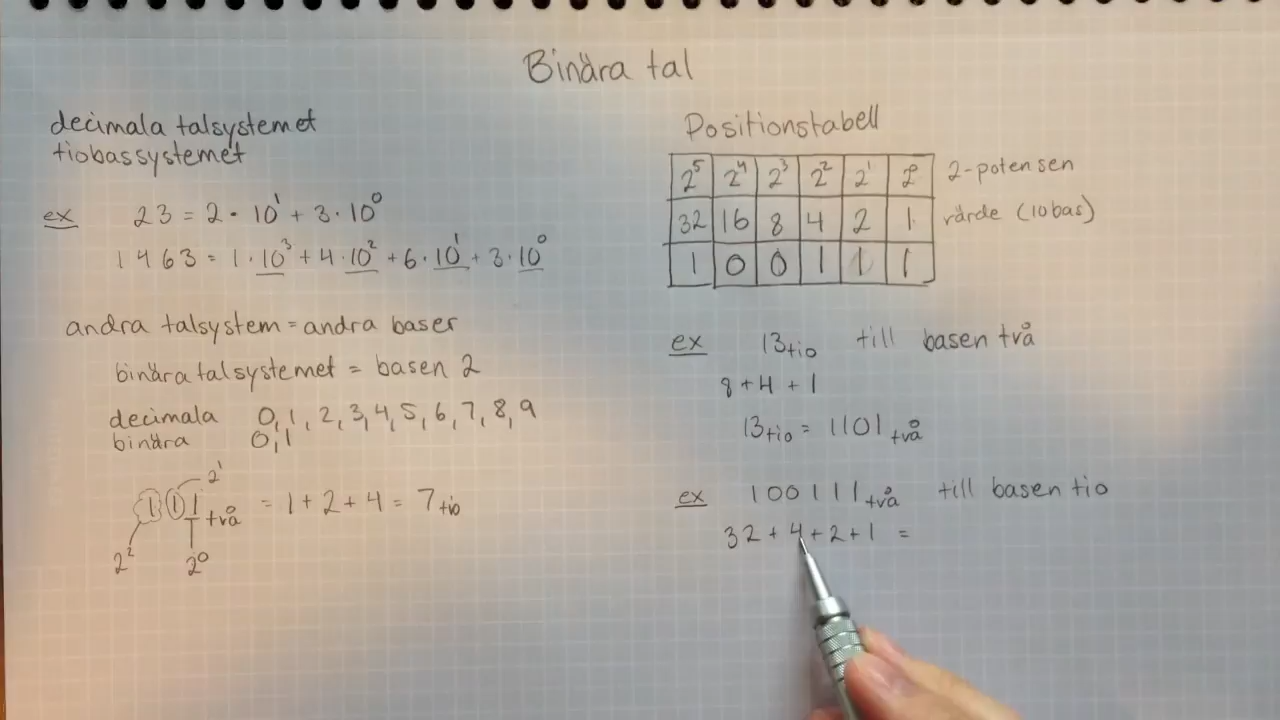 Binära tal
decimala talsystemet
tiobassystemet
ex 23 = 2 · 10¹ + 3 · 10⁰
1463 = 1 · 10³ + 4 · 10² + 6 · 10¹ + 3 · 10⁰
andra talsystem = andra baser
binära talsystemet = basen 2
decimala 0, 1, 2, 3, 4, 5, 6, 7, 8, 9
binära 0, 1
2¹
111två = 1 + 2 + 4 = 7tio
2² 2⁰
Positionstabell
2⁵ 2⁴ 2³ 2² 2¹ 2⁰ 2-potensen
32 16 8 4 2 1 värde (10bas)
1 0 0 1 1 1
ex 13tio till basen två
8 + 4 + 1
13tio = 1101två
ex 100111två till basen tio
32 + 4 + 2 + 1 =